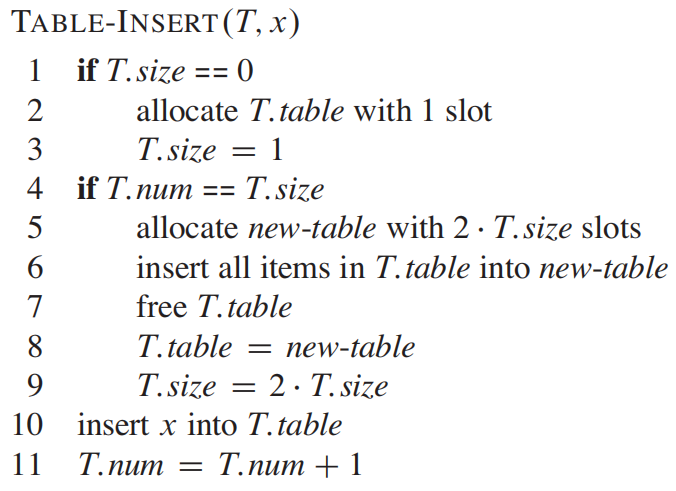 TABLE-INSERT(T, x)
1 if T.size == 0
2 allocate T.table with 1 slot
3 T.size = 1
4 if T.num == T.size
5 allocate new-table with 2 · T.size slots
6 insert all items in T.table into new-table
7 free T.table
8 T.table = new-table
9 T.size = 2 · T.size
10 insert x into T.table
11 T.num = T.num + 1